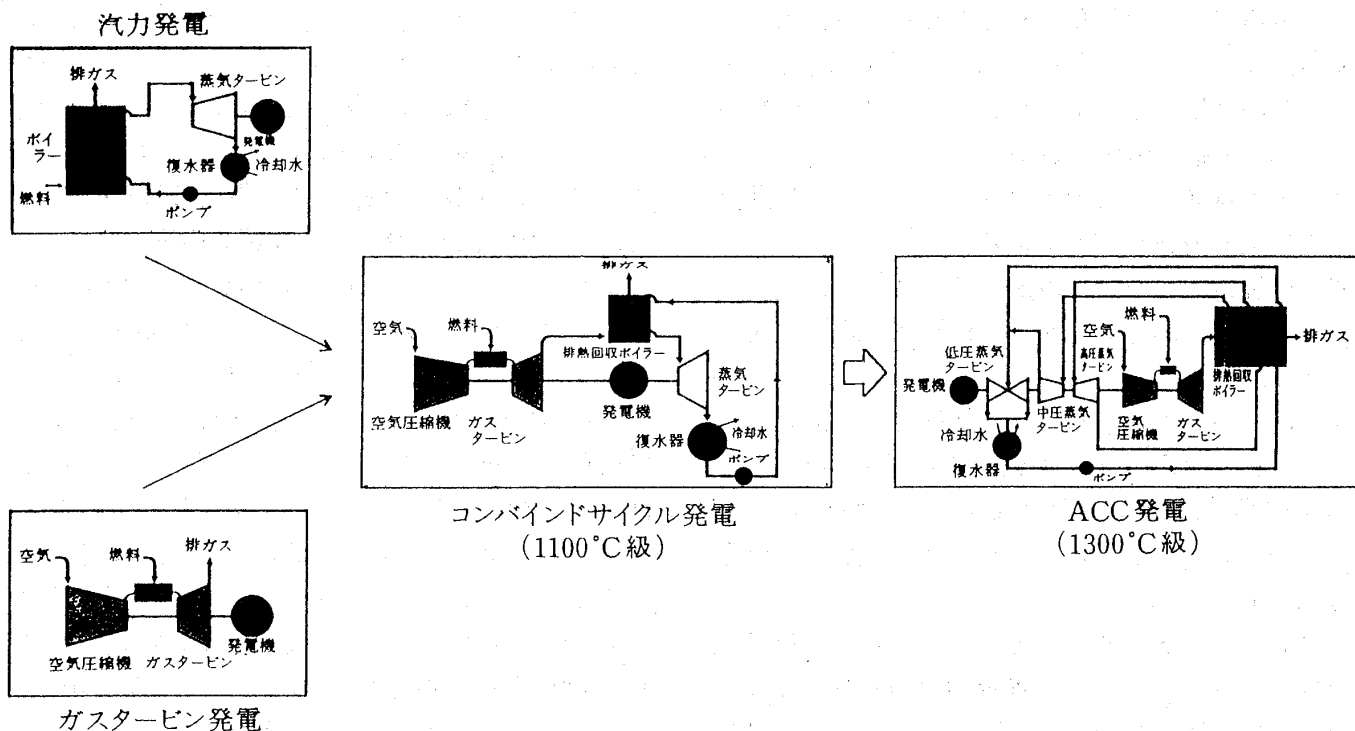 汽力発電
排ガス
蒸気タービン
ボイ
ラー
発電機
復水器
冷却水
燃料
ポンプ
排ガス
空気
燃料
排熱回収ボイラー
蒸気
タービン
発電機
空気圧縮機
ガス
タービン
復水器
冷却水
ポンプ
コンバインドサイクル発電
(1100°C級)
燃料
空気
低圧蒸気
タービン
高圧蒸気
タービン
排ガス
発電機
排熱回収
ボイラー
中圧蒸気
タービン
空気
圧縮機
ガス
タービン
冷却水
復水器
ポンプ
ACC発電
(1300°C級)
排ガス
空気
燃料
発電機
空気圧縮機
ガスタービン
ガスタービン発電